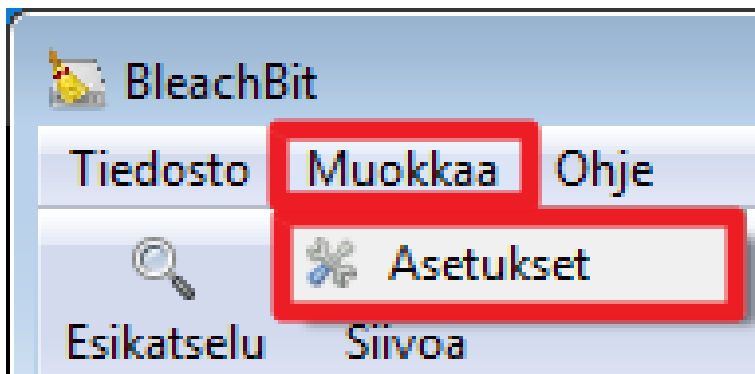 BleachBit
Tiedosto Muokkaa Ohje
Asetukset
Esikatselu Siivoa